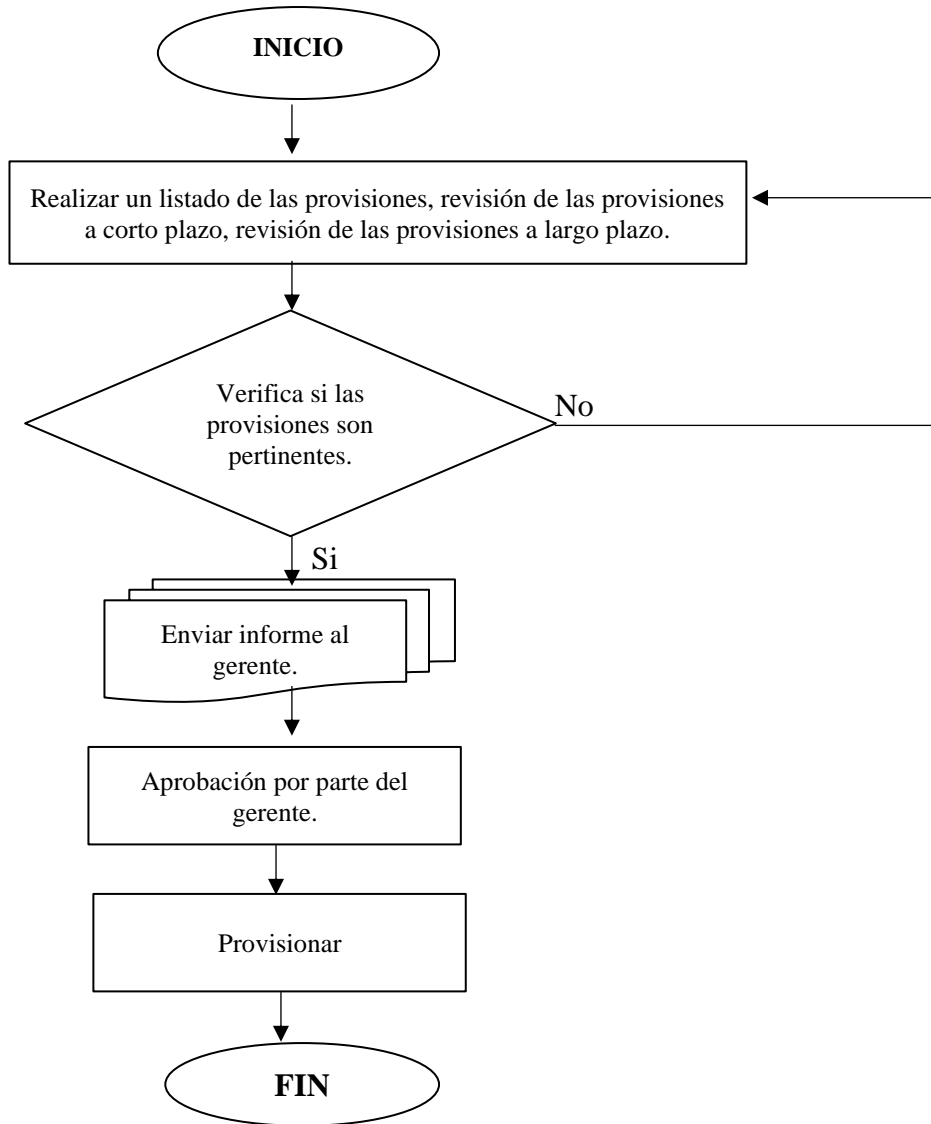 INICIO
Realizar un listado de las provisiones, revisión de las provisiones
a corto plazo, revisión de las provisiones a largo plazo.
Verifica si las
provisiones son
pertinentes.
No
Si
Enviar informe al
gerente.
Aprobación por parte del
gerente.
Provisionar
FIN